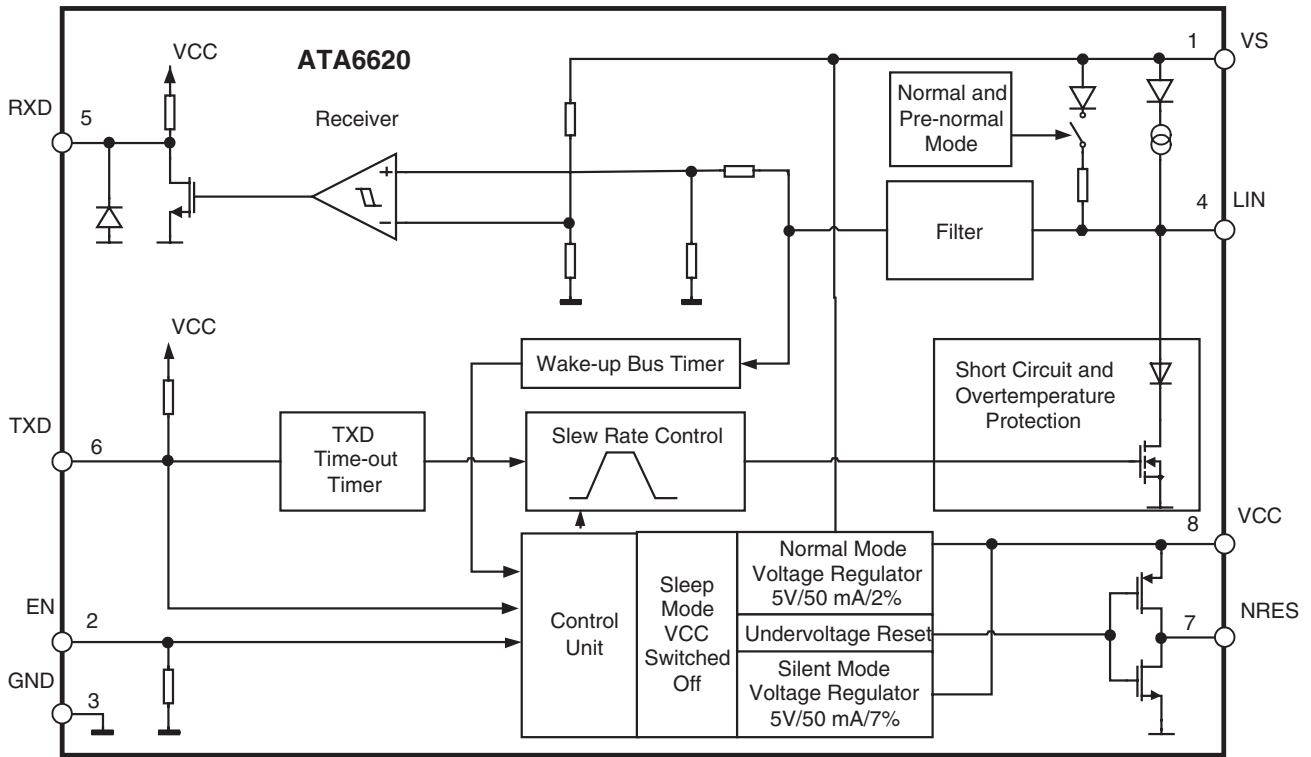 VCC
ATA6620
1
VS
RXD
5
Receiver
Normal and
Pre-normal
Mode
+
−
4
LIN
Filter
VCC
Wake-up Bus Timer
Short Circuit and
Overtemperature
Protection
TXD
6
TXD
Time-out
Timer
Slew Rate Control
8
VCC
EN
2
Control
Unit
Sleep
Mode
VCC
Switched
Off
Normal Mode
Voltage Regulator
5V/50 mA/2%
Undervoltage Reset
Silent Mode
Voltage Regulator
5V/50 mA/7%
7
NRES
GND
3